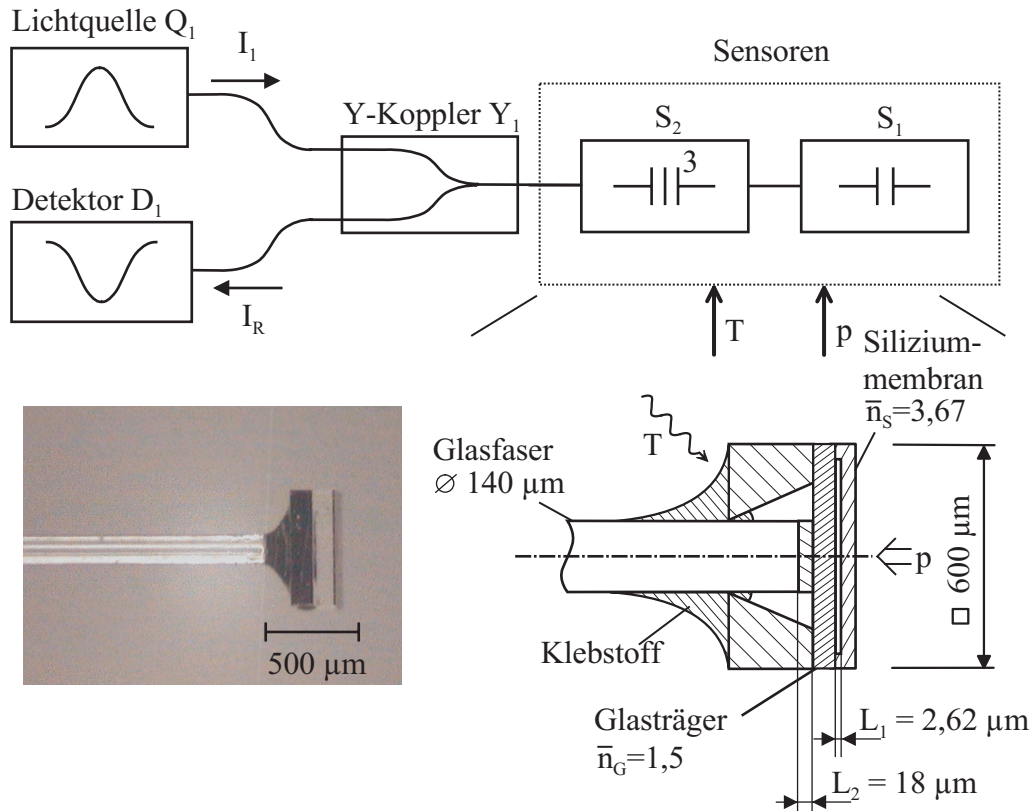 Lichtquelle Q1
I1
Sensoren
Y-Koppler Y1
S2
S1
3
Detektor D1
IR
T
p
Silizium-
membran
n̅S=3,67
T
Glasfaser
∅ 140 µm
p
□ 600 µm
500 µm
Klebstoff
Glasträger
n̅G=1,5
L1 = 2,62 µm
L2 = 18 µm